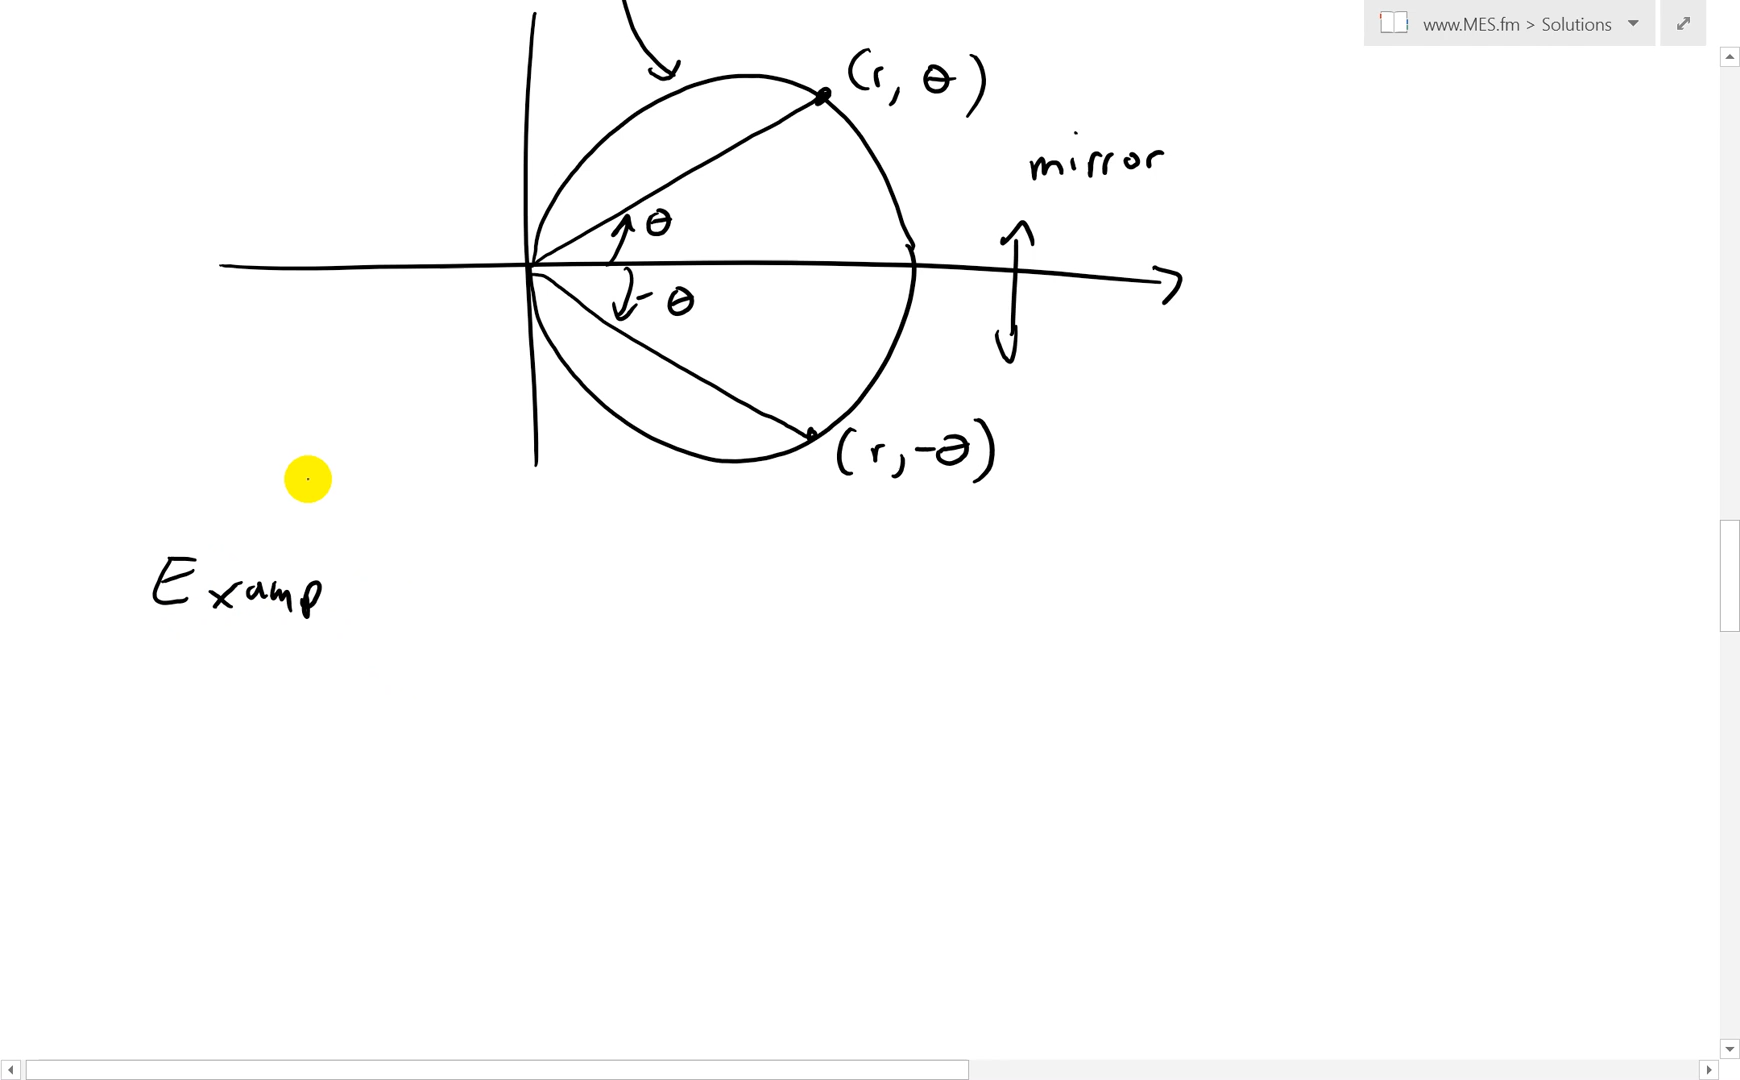 www.MES.fm > Solutions
(r, θ)
mirror
θ
-θ
(r, -θ)
Examp